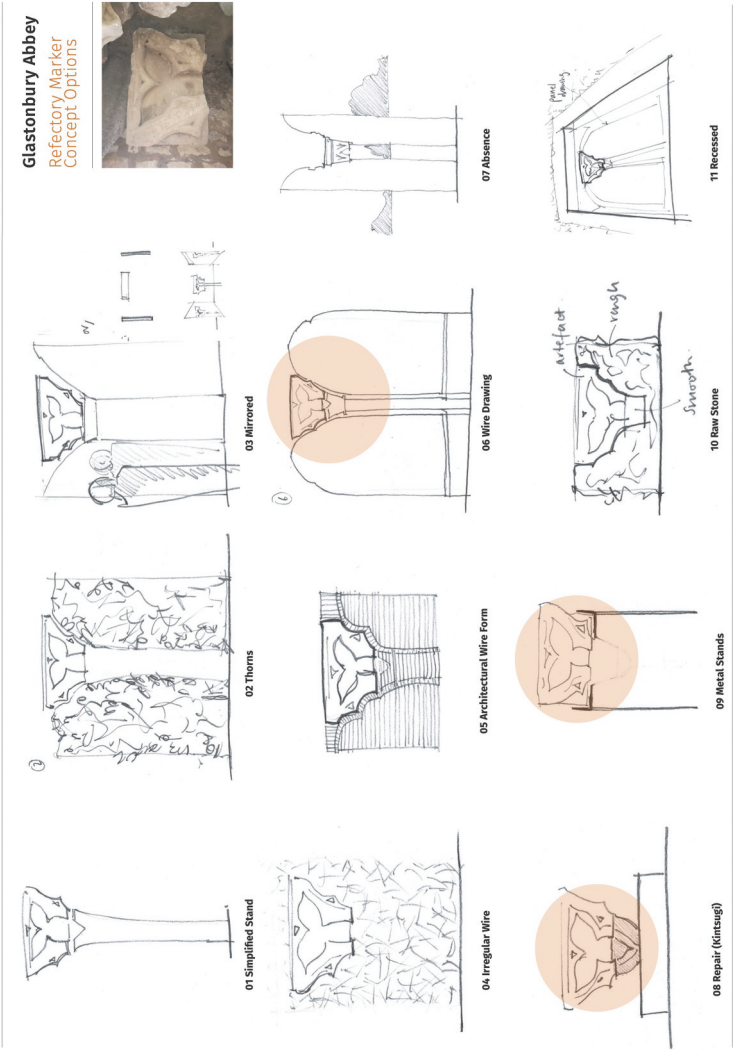 Glastonbury Abbey
Refectory Marker
Concept Options
01 Simplified Stand
2
02 Thorns
03 Mirrored
04 Irregular Wire
05 Architectural Wire Form
6
06 Wire Drawing
07 Absence
08 Repair (Kintsugi)
09 Metal Stands
artefact.
rough
smooth.
10 Raw Stone
panel
drawing
11 Recessed